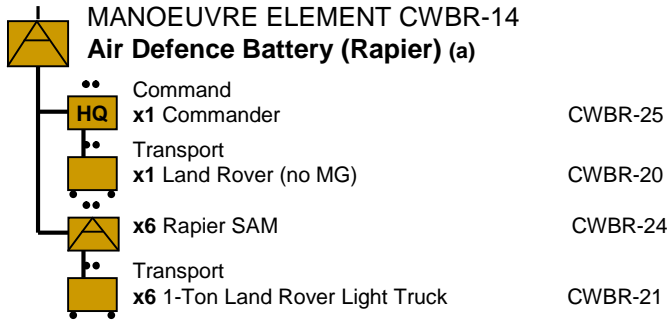 MANOEUVRE ELEMENT CWBR-14
Air Defence Battery (Rapier) (a)
Command
HQ x1 Commander CWBR-25
Transport
x1 Land Rover (no MG) CWBR-20
x6 Rapier SAM CWBR-24
Transport
x6 1-Ton Land Rover Light Truck CWBR-21